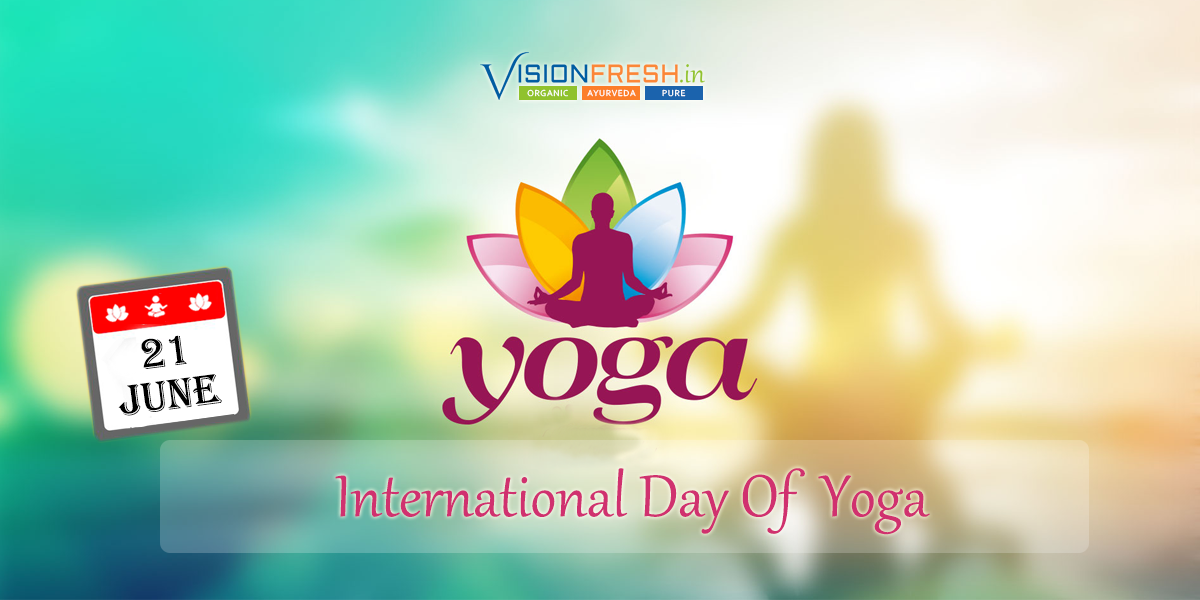 VISIONFRESH.in
ORGANIC AYURVEDA PURE
21
JUNE
yoga
International Day Of Yoga